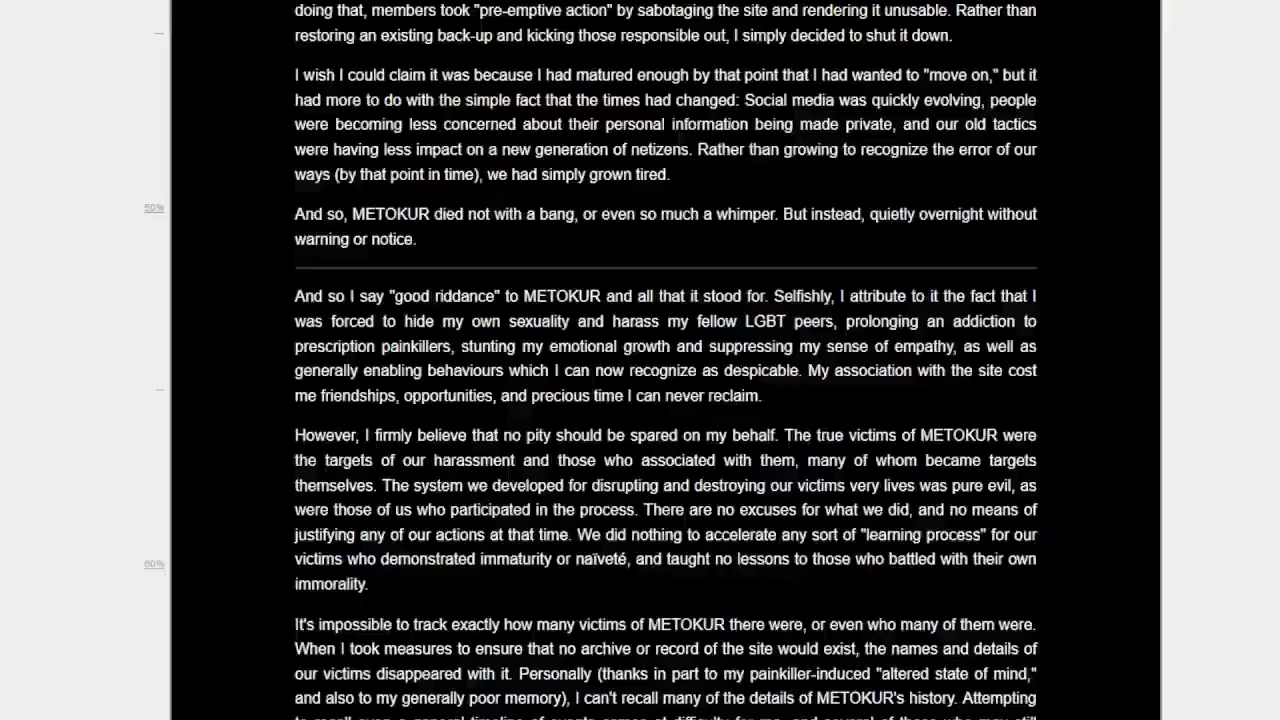 doing that, members took "pre-emptive action" by sabotaging the site and rendering it unusable. Rather than
restoring an existing back-up and kicking those responsible out, I simply decided to shut it down.
I wish I could claim it was because I had matured enough by that point that I had wanted to "move on," but it
had more to do with the simple fact that the times had changed: Social media was quickly evolving, people
were becoming less concerned about their personal information being made private, and our old tactics
were having less impact on a new generation of netizens. Rather than growing to recognize the error of our
ways (by that point in time), we had simply grown tired.
50%
And so, METOKUR died not with a bang, or even so much a whimper. But instead, quietly overnight without
warning or notice.
And so I say "good riddance" to METOKUR and all that it stood for. Selfishly, I attribute to it the fact that I
was forced to hide my own sexuality and harass my fellow LGBT peers, prolonging an addiction to
prescription painkillers, stunting my emotional growth and suppressing my sense of empathy, as well as
generally enabling behaviours which I can now recognize as despicable. My association with the site cost
me friendships, opportunities, and precious time I can never reclaim.
However, I firmly believe that no pity should be spared on my behalf. The true victims of METOKUR were
the targets of our harassment and those who associated with them, many of whom became targets
themselves. The system we developed for disrupting and destroying our victims very lives was pure evil, as
were those of us who participated in the process. There are no excuses for what we did, and no means of
justifying any of our actions at that time. We did nothing to accelerate any sort of "learning process" for our
victims who demonstrated immaturity or naïveté, and taught no lessons to those who battled with their own
60%
immorality.
It's impossible to track exactly how many victims of METOKUR there were, or even who many of them were.
When I took measures to ensure that no archive or record of the site would exist, the names and details of
our victims disappeared with it. Personally (thanks in part to my painkiller-induced "altered state of mind,"
and also to my generally poor memory), I can't recall many of the details of METOKUR's history. Attempting